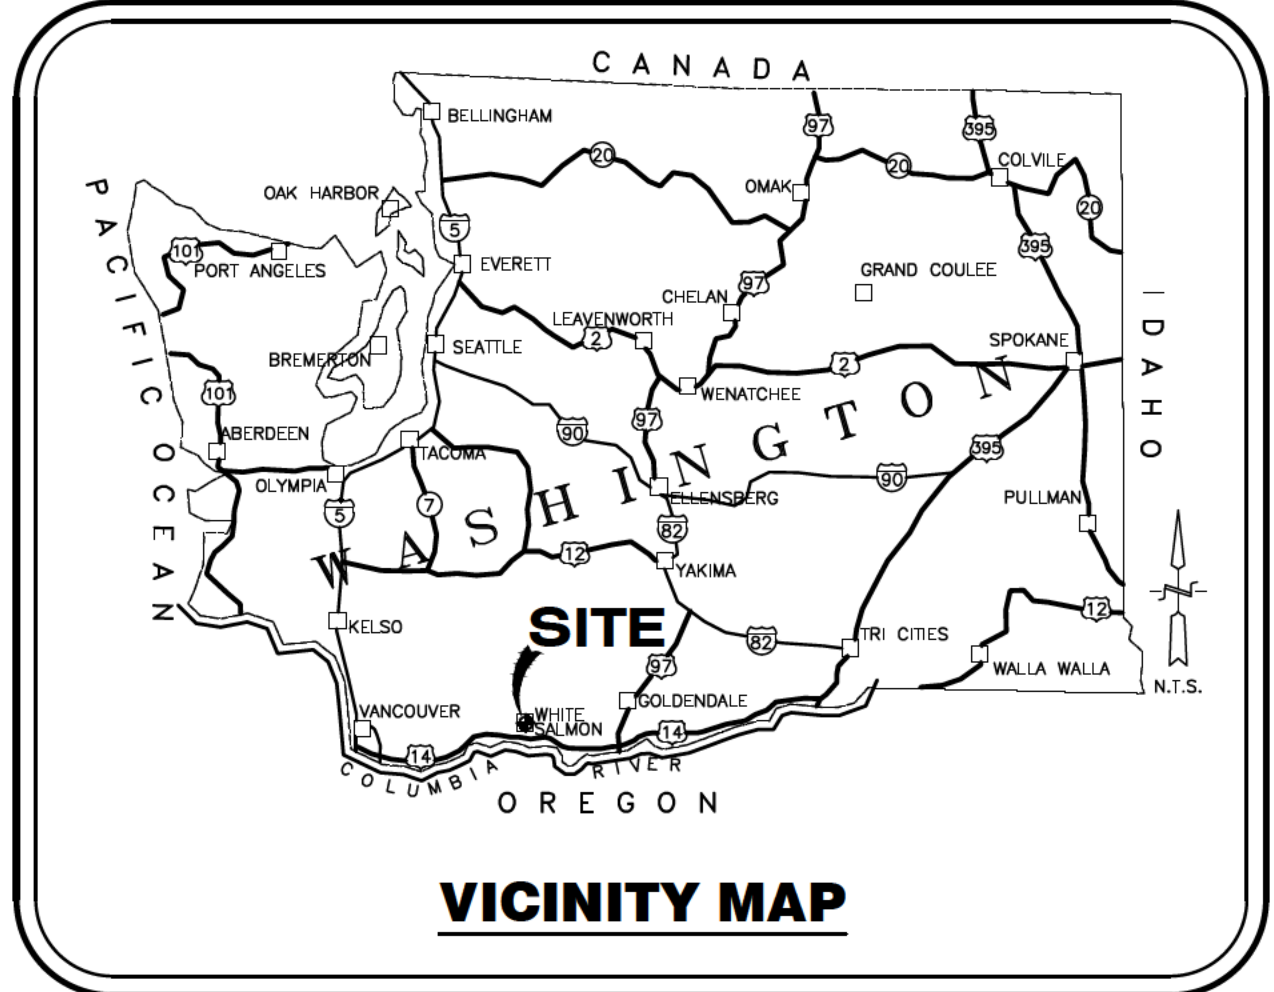 CANADA
BELLINGHAM
97
395
20
20
COLVILE
OMAK
OAK HARBOR
20
PACIFIC OCEAN
5
101
PORT ANGELES
EVERETT
395
GRAND COULEE
97
CHELAN
LEAVENWORTH
IDAHO
2
SPOKANE
BREMERTON
SEATTLE
2
101
WENATCHEE
WASHINGTON
97
90
ABERDEEN
TACOMA
395
90
OLYMPIA
ELLENSBERG
PULLMAN
5
7
82
12
YAKIMA
12
KELSO
SITE
82
TRI CITIES
97
WALLA WALLA
N.T.S.
GOLDENDALE
VANCOUVER
WHITE
SALMON
14
14
COLUMBIA RIVER
OREGON
VICINITY MAP